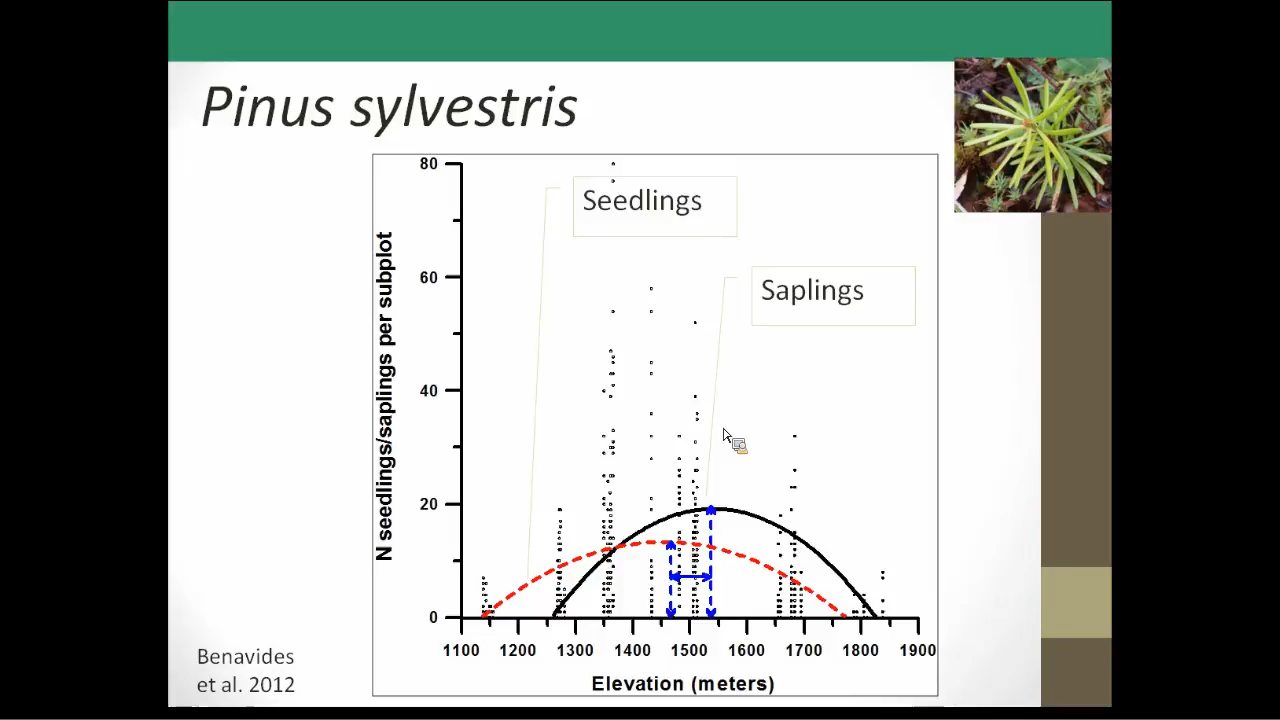 Pinus sylvestris
80
Seedlings
60
Saplings
40
20
0
N seedlings/saplings per subplot
1100 1200 1300 1400 1500 1600 1700 1800 1900
Elevation (meters)
Benavides
et al. 2012